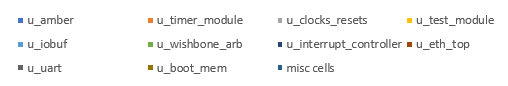 u_amber u_timer_module u_clocks_resets u_test_module
u_iobuf u_wishbone_arb u_interrupt_controller u_eth_top
u_uart u_boot_mem misc cells